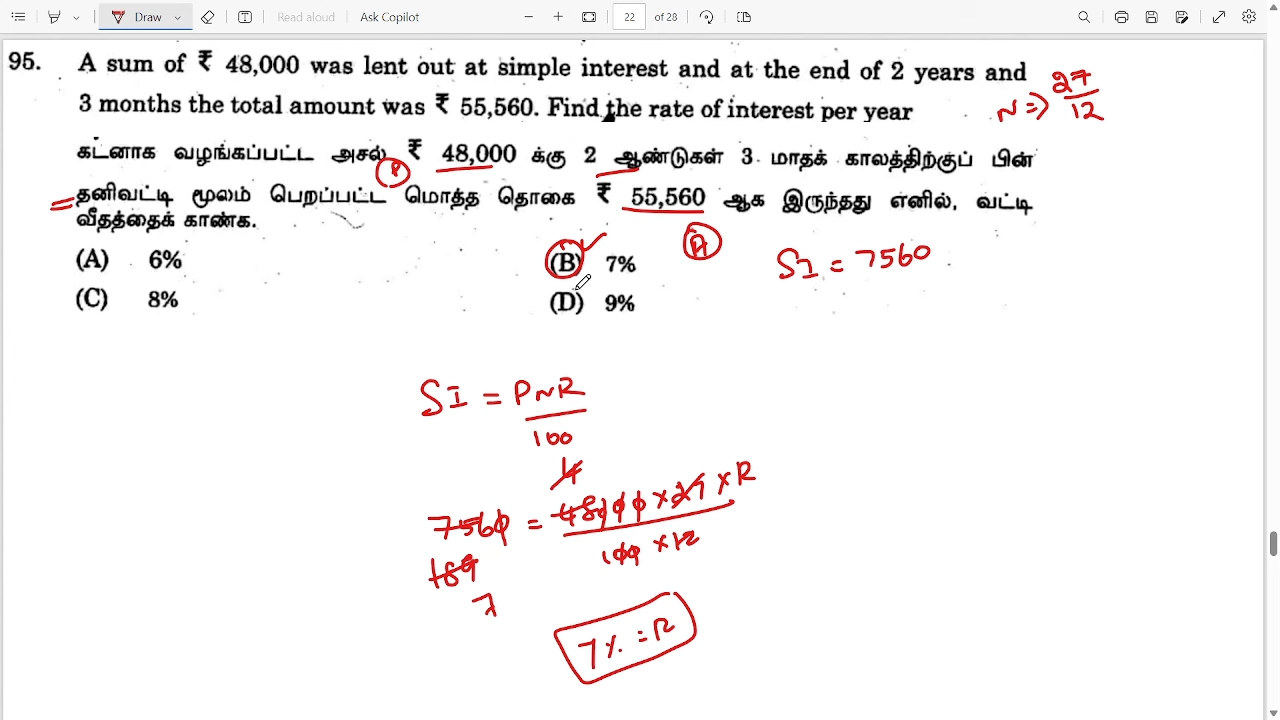 Draw
Read aloud
Ask Copilot
22 of 28
95. A sum of ₹ 48,000 was lent out at simple interest and at the end of 2 years and
3 months the total amount was ₹ 55,560. Find the rate of interest per year
N => 27/12
கடனாக வழங்கப்பட்ட அசல் ₹ 48,000 க்கு 2 ஆண்டுகள் 3 மாதக் காலத்திற்குப் பின்
P
தனிவட்டி மூலம் பெறப்பட்ட மொத்த தொகை ₹ 55,560 ஆக இருந்தது எனில், வட்டி
வீதத்தைக் காண்க.
A
(A) 6% (B) 7%
SI = 7560
(C) 8% (D) 9%
SI = PNR
100
4
7560 = 48000 × 27 × R
100 × 12
189
7
7% = R